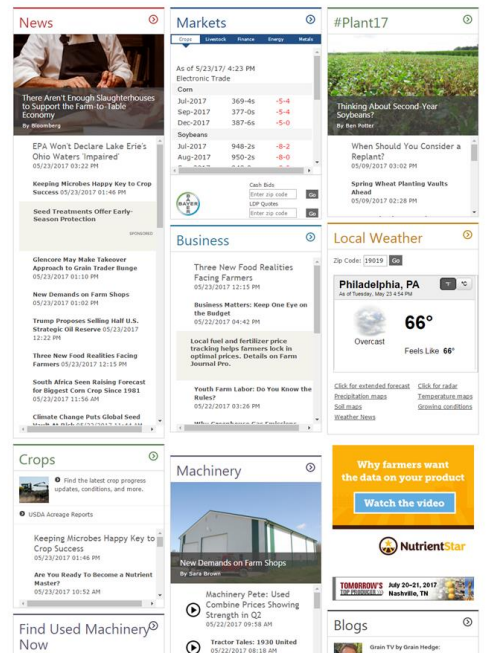 News
There Aren't Enough Slaughterhouses
to Support the Farm-to-Table
Economy
By Bloomberg
EPA Won't Declare Lake Erie's
Ohio Waters 'Impaired'
05/23/2017 03:22 PM
Keeping Microbes Happy Key to Crop
Success 05/23/2017 01:46 PM
Seed Treatments Offer Early-
Season Protection
SPONSORED
Glencore May Make Takeover
Approach to Grain Trader Bunge
05/23/2017 01:10 PM
New Demands on Farm Shops
05/23/2017 01:02 PM
Trump Proposes Selling Half U.S.
Strategic Oil Reserve 05/23/2017
12:22 PM
Three New Food Realities Facing
Farmers 05/23/2017 12:15 PM
South Africa Seen Raising Forecast
for Biggest Corn Crop Since 1981
05/23/2017 11:56 AM
Climate Change Puts Global Seed
Crops
Find the latest crop progress
updates, conditions, and more.
USDA Acreage Reports
Keeping Microbes Happy Key to
Crop Success
05/23/2017 01:46 PM
Are You Ready To Become a Nutrient
Master?
05/23/2017 10:52 AM
Find Used Machinery
Now
Markets
Crops Livestock Finance Energy Metals
As of 5/23/17/ 4:23 PM
Electronic Trade
Corn
Jul-2017 369-4s -5-4
Sep-2017 377-0s -5-4
Dec-2017 387-6s -5-0
Soybeans
Jul-2017 948-2s -8-2
Aug-2017 950-2s -8-0
BAYER
Cash Bids:
Enter zip code Go
LDP Quotes
Enter zip code Go
Business
Three New Food Realities
Facing Farmers
05/23/2017 12:15 PM
Business Matters: Keep One Eye on
the Budget
05/22/2017 04:42 PM
Local fuel and fertilizer price
tracking helps farmers lock in
optimal prices. Details on Farm
Journal Pro.
Youth Farm Labor: Do You Know the
Rules?
05/22/2017 03:26 PM
Why Greenhouse Gas Emissions
Machinery
New Demands on Farm Shops
By Sara Brown
Machinery Pete: Used
Combine Prices Showing
Strength in Q2
05/22/2017 09:58 AM
Tractor Tales: 1930 United
05/22/2017 08:18 AM
#Plant17
Thinking About Second-Year
Soybeans?
By Ben Potter
When Should You Consider a
Replant?
05/09/2017 03:02 PM
Spring Wheat Planting Vaults
Ahead
05/09/2017 02:28 PM
Local Weather
Zip Code: 19019 Go
Philadelphia, PA
As of Tuesday, May 23 4:54 PM
°F °C
66°
Overcast
Feels Like 66°
Click for extended forecast Click for radar
Precipitation maps Temperature maps
Soil maps Growing conditions
Weather News
Why farmers want
the data on your product
Watch the video
NutrientStar
TOMORROW'S
TOP PRODUCER
July 20-21, 2017
Nashville, TN
Blogs
Grain TV by Grain Hedge: